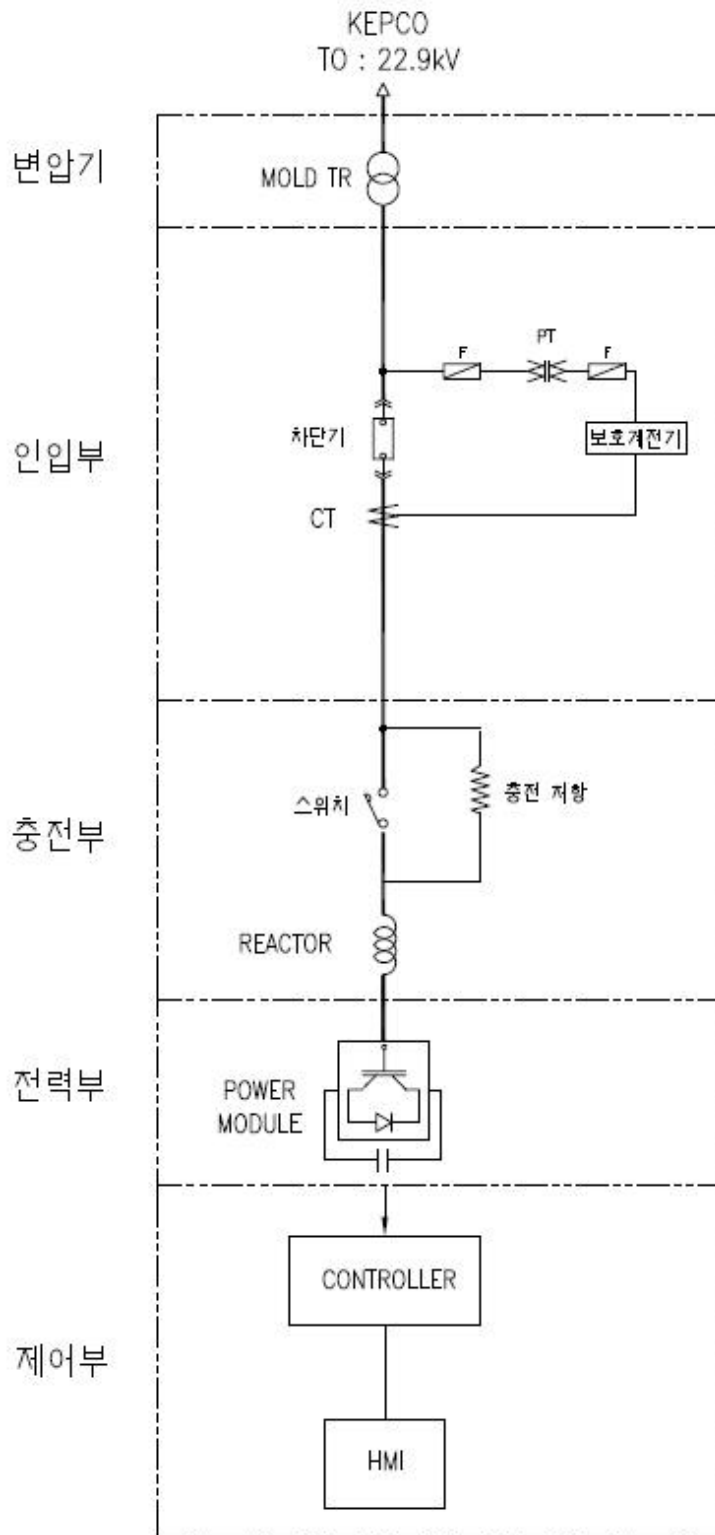 KEPCO
TO : 22.9kV
변압기
MOLD TR
PT
F
F
인입부
차단기
보호계전기
CT
스위치
충전 저항
충전부
REACTOR
전력부
POWER
MODULE
CONTROLLER
제어부
HMI